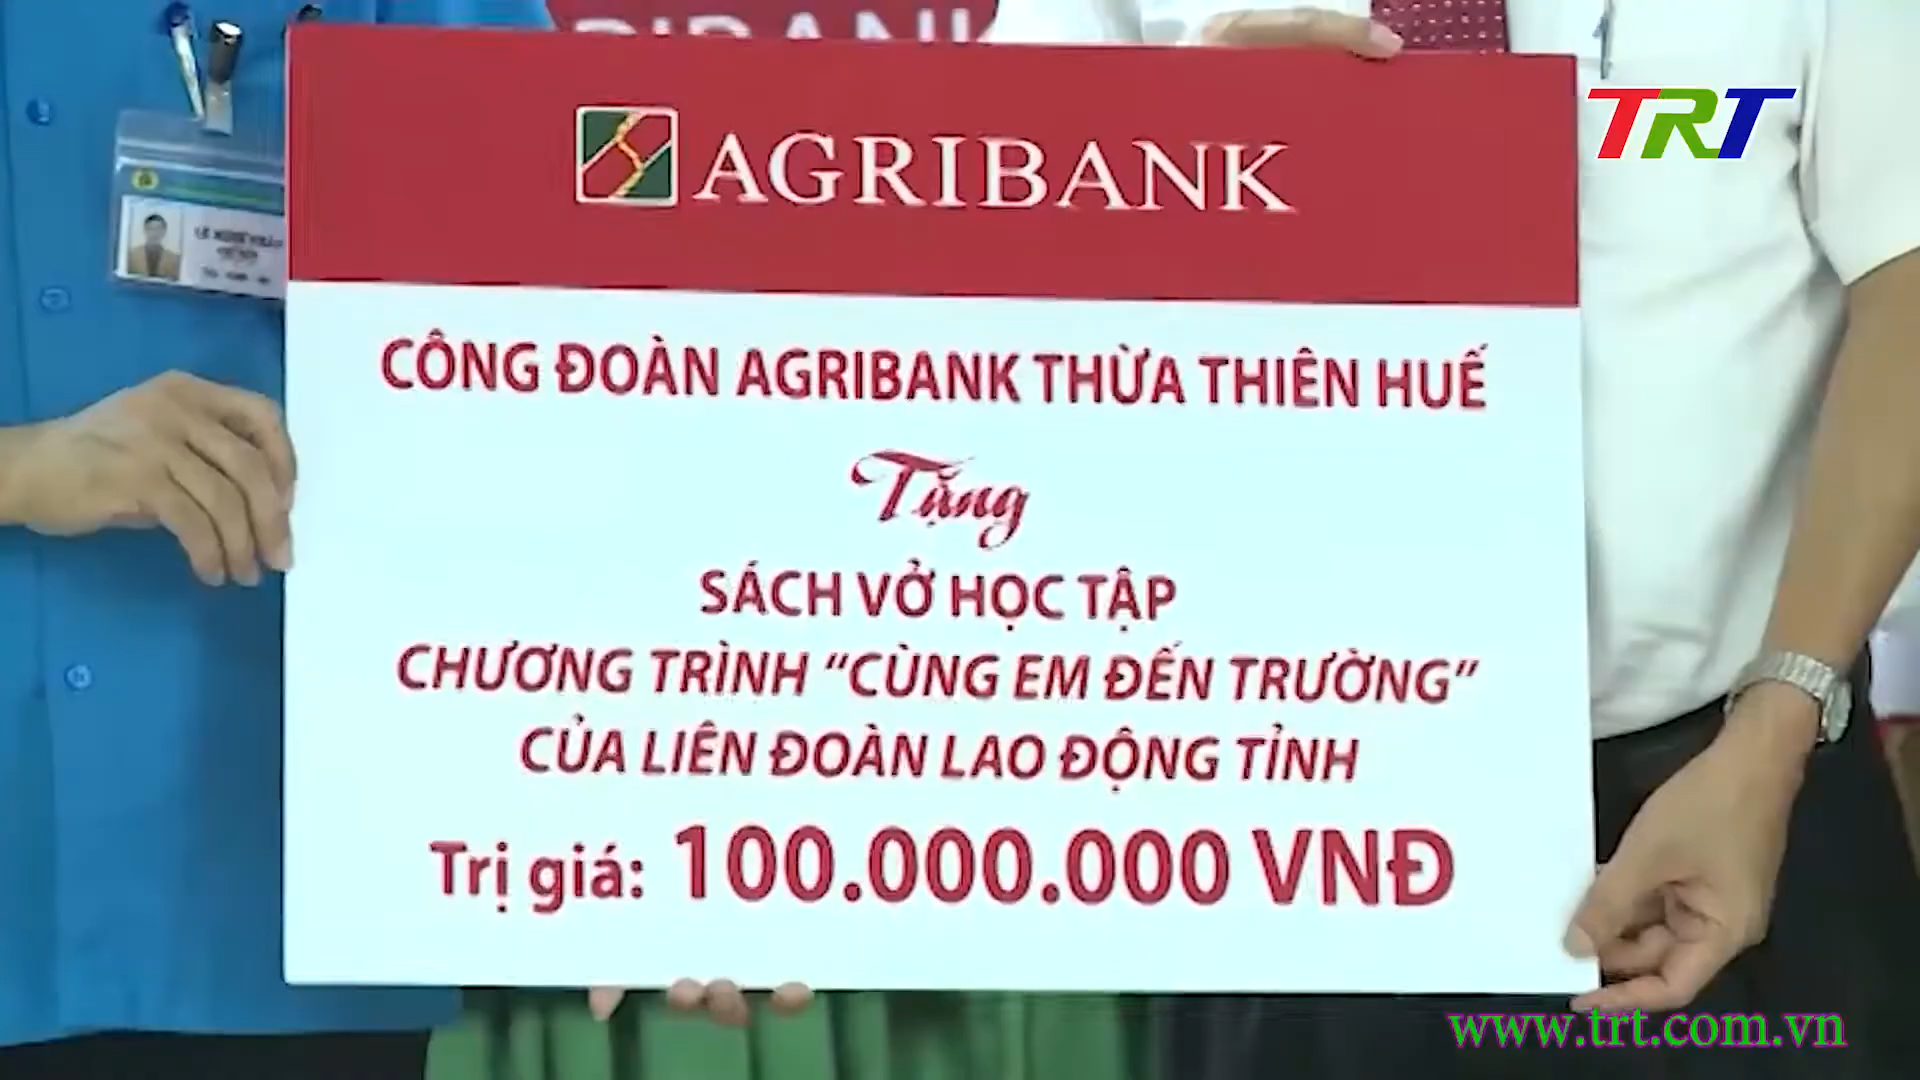 RIBANK
TRT
AGRIBANK
CÔNG ĐOÀN AGRIBANK THỪA THIÊN HUẾ
Tặng
SÁCH VỞ HỌC TẬP
CHƯƠNG TRÌNH “CÙNG EM ĐẾN TRƯỜNG”
CỦA LIÊN ĐOÀN LAO ĐỘNG TỈNH
Trị giá: 100.000.000 VNĐ
www.trt.com.vn